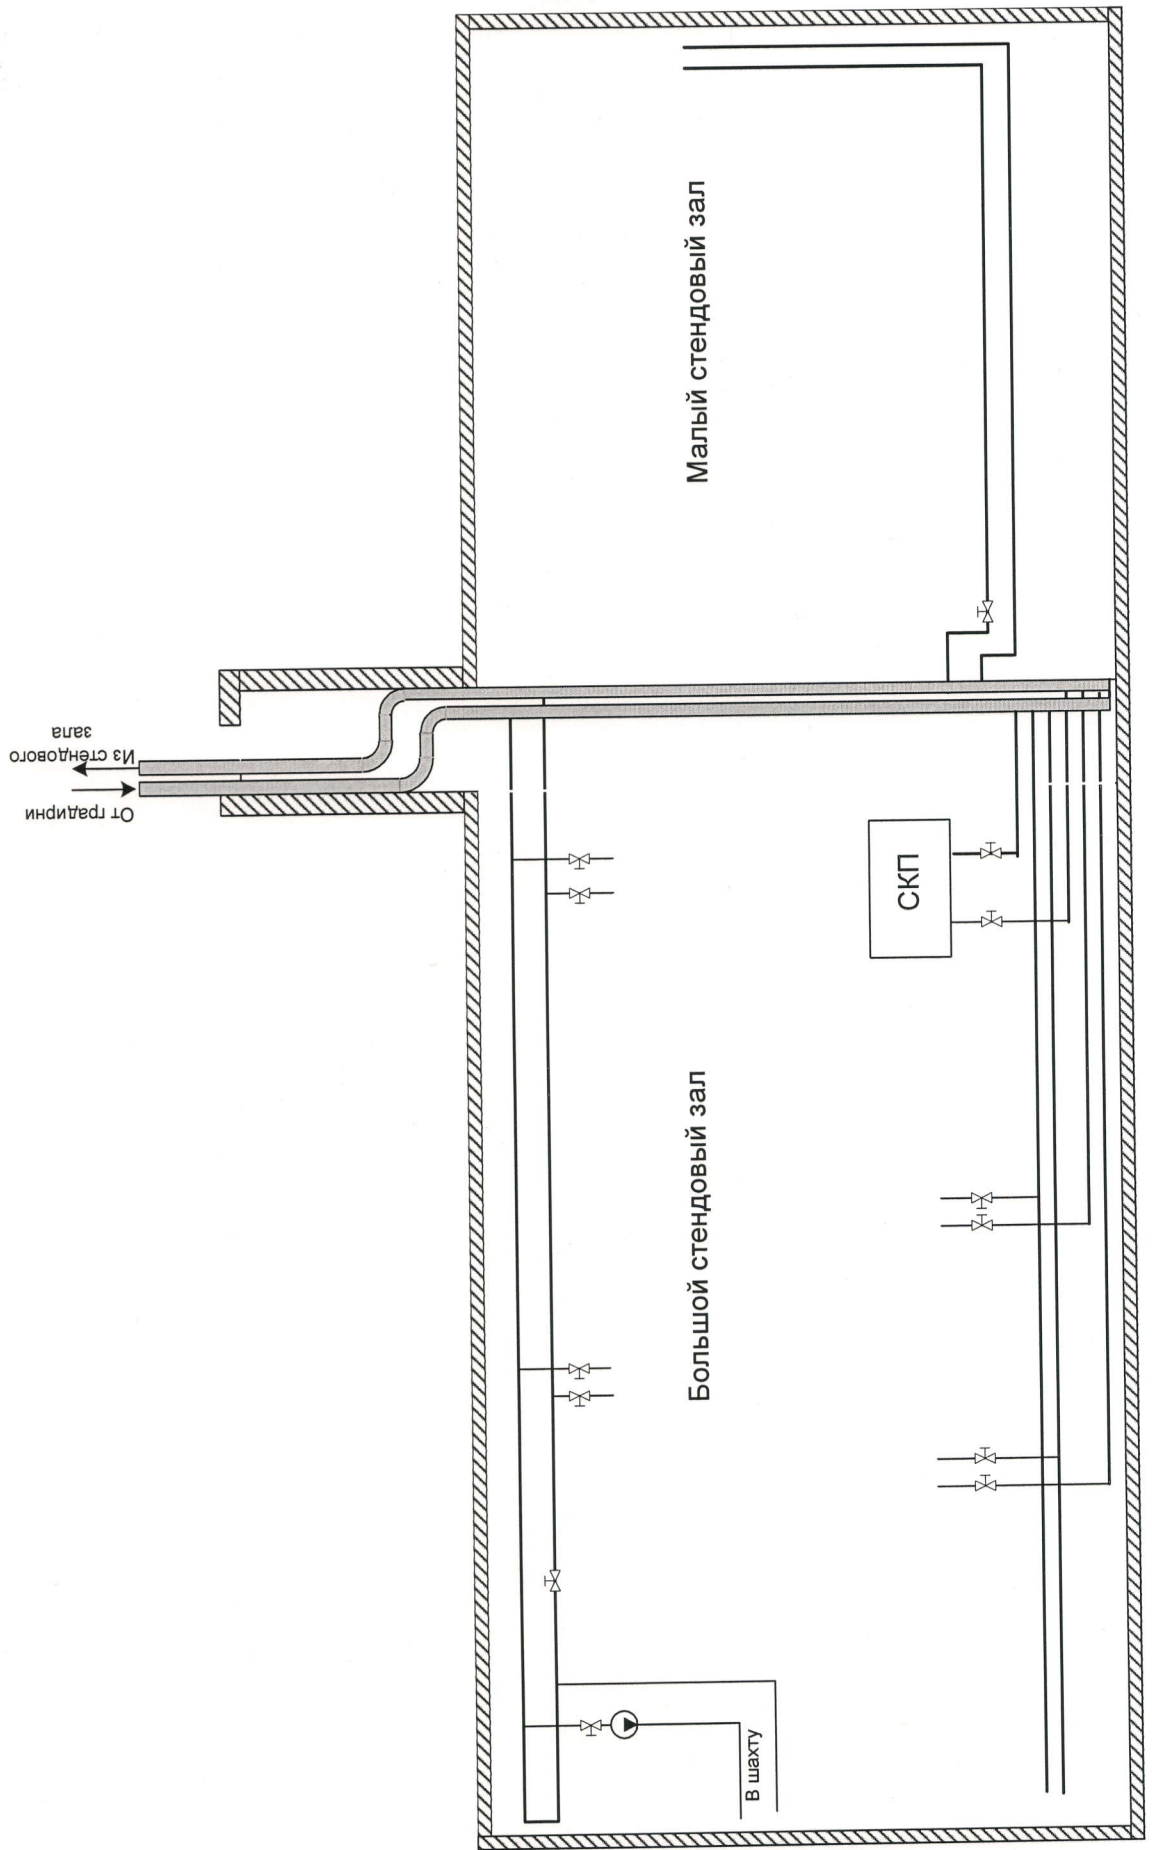 От градирни
Из стендового
зала
Малый стендовый зал
СКП
Большой стендовый зал
В шахту